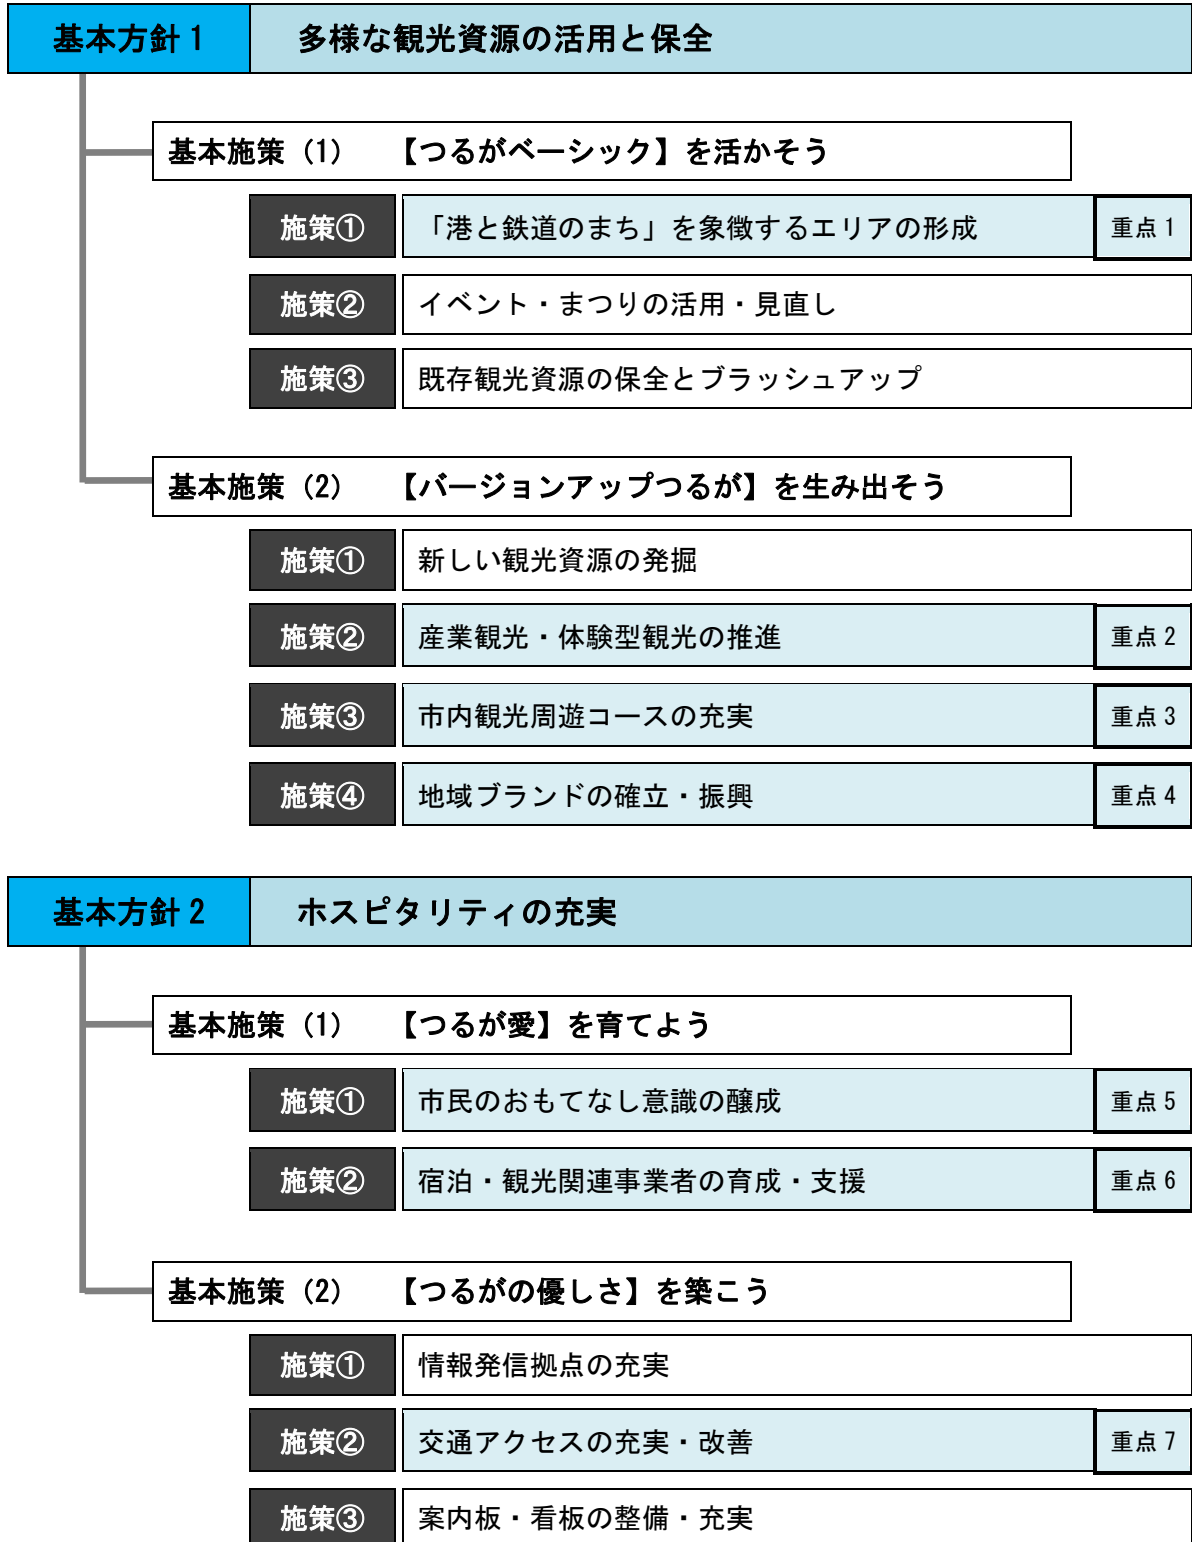 基本方針1 多様な観光資源の活用と保全
基本施策(1) 【つるがベーシック】を活かそう
施策① 「港と鉄道のまち」を象徴するエリアの形成 重点1
施策② イベント・まつりの活用・見直し
施策③ 既存観光資源の保全とブラッシュアップ
基本施策(2) 【バージョンアップつるが】を生み出そう
施策① 新しい観光資源の発掘
施策② 産業観光・体験型観光の推進 重点2
施策③ 市内観光周遊コースの充実 重点3
施策④ 地域ブランドの確立・振興 重点4
基本方針2 ホスピタリティの充実
基本施策(1) 【つるが愛】を育てよう
施策① 市民のおもてなし意識の醸成 重点5
施策② 宿泊・観光関連事業者の育成・支援 重点6
基本施策(2) 【つるがの優しさ】を築こう
施策① 情報発信拠点の充実
施策② 交通アクセスの充実・改善 重点7
施策③ 案内板・看板の整備・充実